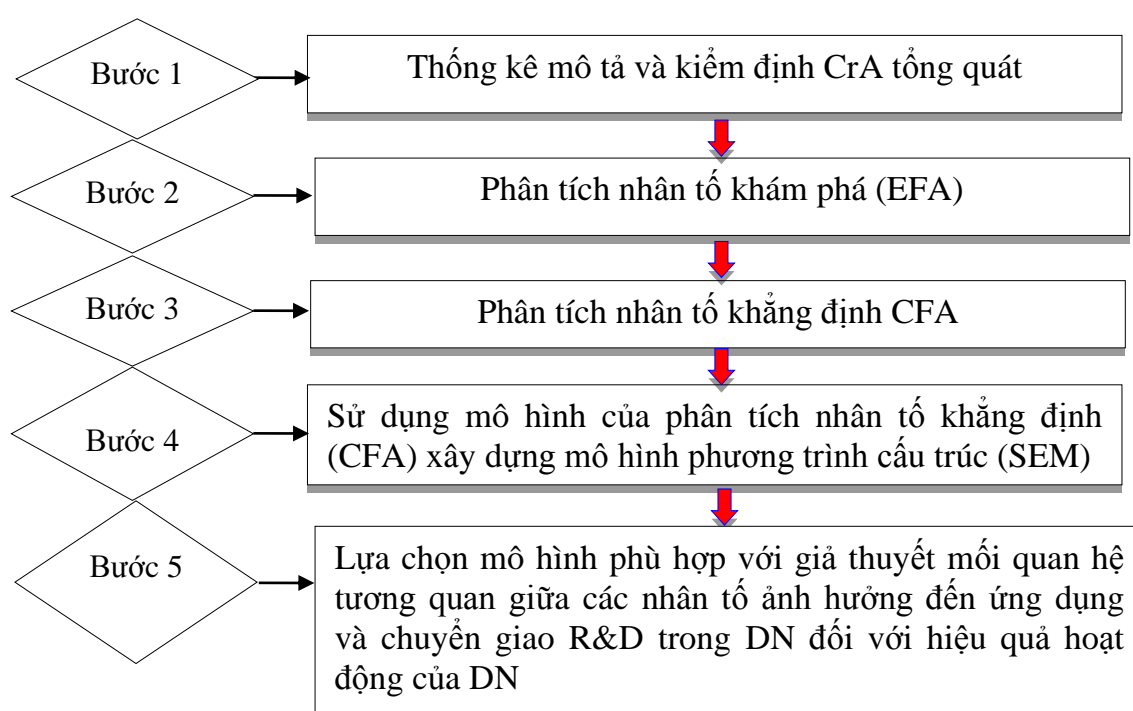 Bước 1
Thống kê mô tả và kiểm định CrA tổng quát
Bước 2
Phân tích nhân tố khám phá (EFA)
Bước 3
Phân tích nhân tố khẳng định CFA
Bước 4
Sử dụng mô hình của phân tích nhân tố khẳng định
(CFA) xây dựng mô hình phương trình cấu trúc (SEM)
Bước 5
Lựa chọn mô hình phù hợp với giả thuyết mối quan hệ
tương quan giữa các nhân tố ảnh hưởng đến ứng dụng
và chuyển giao R&D trong DN đối với hiệu quả hoạt
động của DN